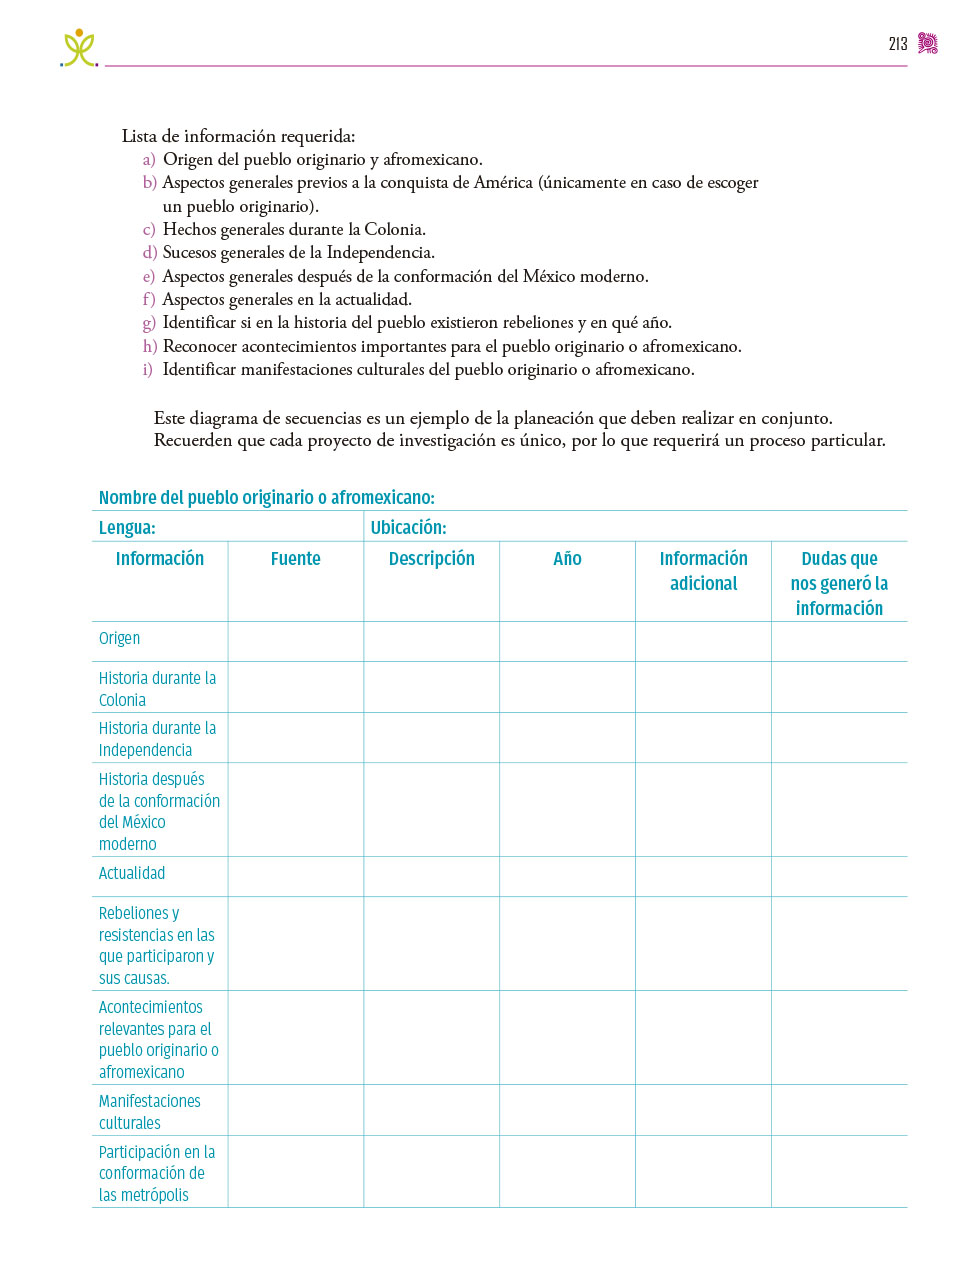 213
Lista de información requerida:
a) Origen del pueblo originario y afromexicano.
b) Aspectos generales previos a la conquista de América (únicamente en caso de escoger
un pueblo originario).
c) Hechos generales durante la Colonia.
d) Sucesos generales de la Independencia.
e) Aspectos generales después de la conformación del México moderno.
f) Aspectos generales en la actualidad.
g) Identificar si en la historia del pueblo existieron rebeliones y en qué año.
h) Reconocer acontecimientos importantes para el pueblo originario o afromexicano.
i) Identificar manifestaciones culturales del pueblo originario o afromexicano.
Este diagrama de secuencias es un ejemplo de la planeación que deben realizar en conjunto.
Recuerden que cada proyecto de investigación es único, por lo que requerirá un proceso particular.
Nombre del pueblo originario o afromexicano:
Lengua: Ubicación:
Información Fuente Descripción Año Información Dudas que
adicional nos generó la
información
Origen
Historia durante la
Colonia
Historia durante la
Independencia
Historia después
de la conformación
del México
moderno
Actualidad
Rebeliones y
resistencias en las
que participaron y
sus causas.
Acontecimientos
relevantes para el
pueblo originario o
afromexicano
Manifestaciones
culturales
Participación en la
conformación de
las metrópolis